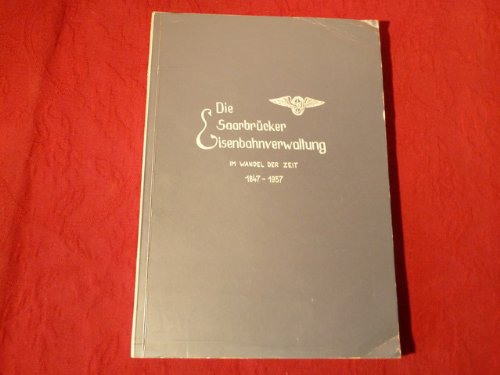 Die
Saarbrücker
Eisenbahnverwaltung
IM WANDEL DER ZEIT
1847 - 1957